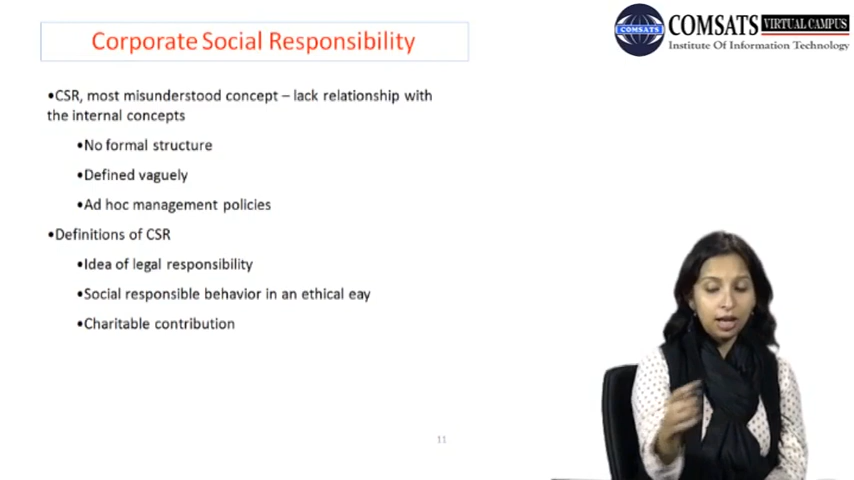 Corporate Social Responsibility
COMSATS VIRTUAL CAMPUS
COMSATS
Institute Of Information Technology
•CSR, most misunderstood concept – lack relationship with
the internal concepts
•No formal structure
•Defined vaguely
•Ad hoc management policies
•Definitions of CSR
•Idea of legal responsibility
•Social responsible behavior in an ethical eay
•Charitable contribution
11